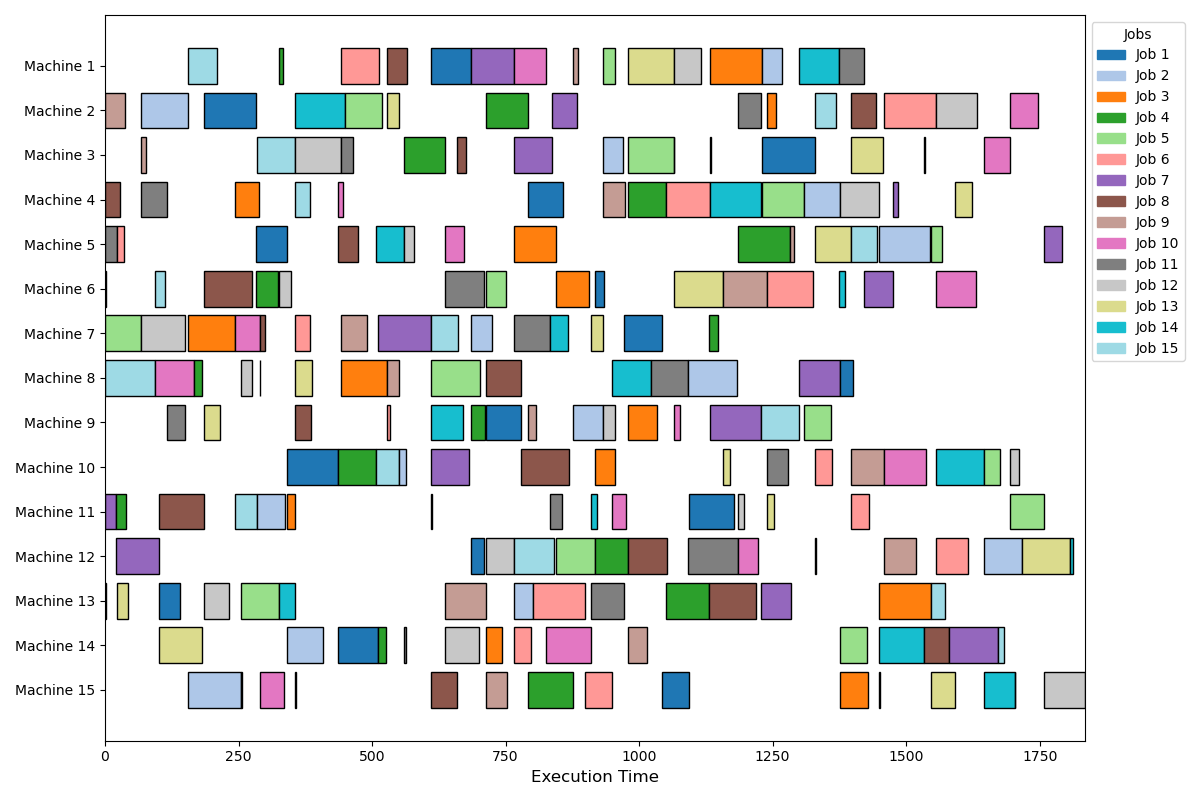 Machine 1
Machine 2
Machine 3
Machine 4
Machine 5
Machine 6
Machine 7
Machine 8
Machine 9
Machine 10
Machine 11
Machine 12
Machine 13
Machine 14
Machine 15
0 250 500 750 1000 1250 1500 1750
Execution Time
Jobs
Job 1
Job 2
Job 3
Job 4
Job 5
Job 6
Job 7
Job 8
Job 9
Job 10
Job 11
Job 12
Job 13
Job 14
Job 15